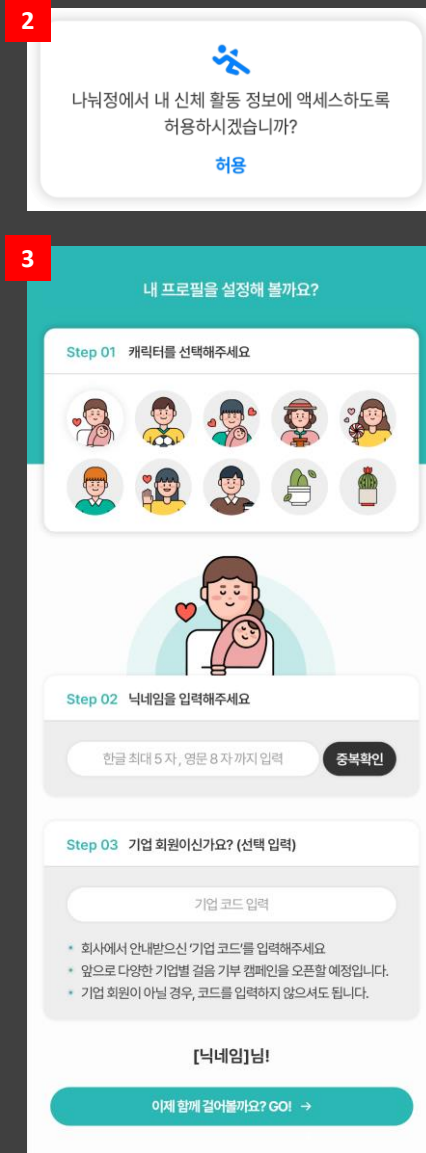 2
나눠정에서 내 신체 활동 정보에 액세스하도록
허용하시겠습니까?
허용
3
내 프로필을 설정해 볼까요?
Step 01 캐릭터를 선택해주세요
Step 02 닉네임을 입력해주세요
한글 최대 5 자 , 영문 8 자 까지 입력
중복확인
Step 03 기업 회원이신가요? (선택 입력)
기업 코드 입력
• 회사에서 안내받으신 ‘기업 코드’를 입력해주세요
• 앞으로 다양한 기업별 걸음 기부 캠페인을 오픈할 예정입니다.
• 기업 회원이 아닐 경우, 코드를 입력하지 않으셔도 됩니다.
[닉네임]님!
이제 함께 걸어볼까요? GO! →